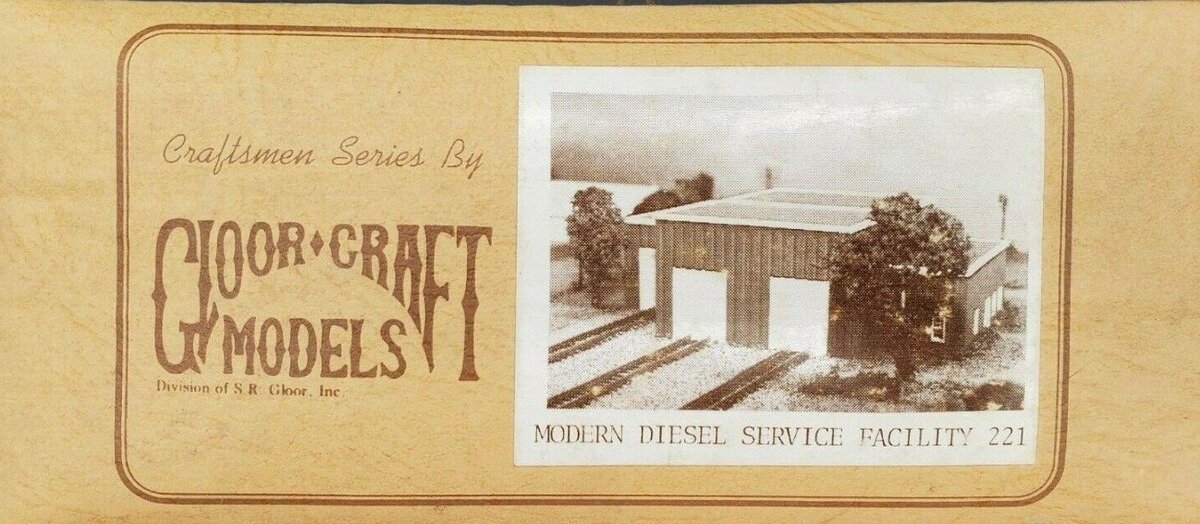 Craftsmen Series By
GLOOR·CRAFT
MODELS
Division of S.R. Gloor, Inc.
MODERN DIESEL SERVICE FACILITY 221